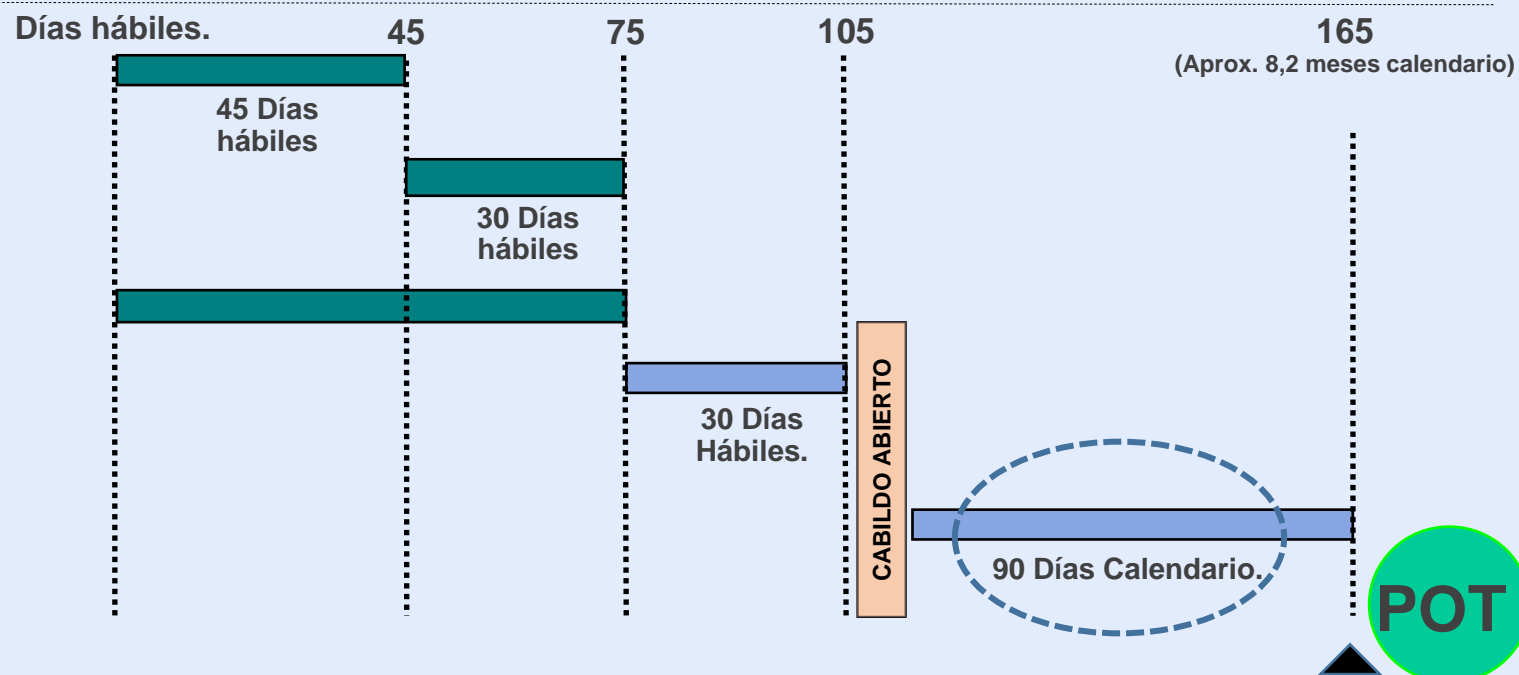 Días hábiles.
45
75
105
165
(Aprox. 8,2 meses calendario)
45 Días
hábiles
30 Días
hábiles
30 Días
Hábiles.
CABILDO ABIERTO
90 Días Calendario.
POT